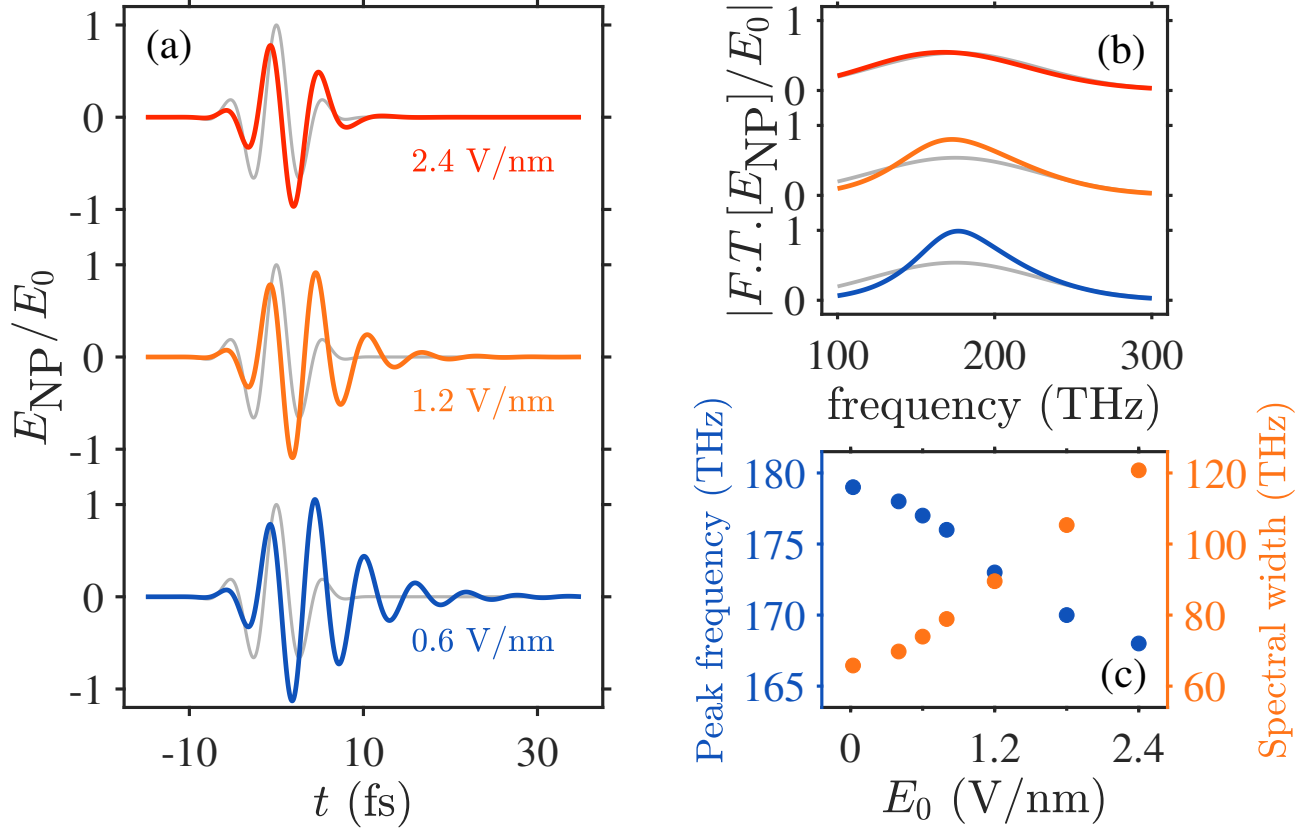 (a)
1
0
-1
2.4 V/nm
1
0
-1
1.2 V/nm
1
0
-1
0.6 V/nm
-10 10 30
t (fs)
E_NP/E_0
(b)
1
0
1
0
1
0
100 200 300
frequency (THz)
|F.T.[E_NP]/E_0|
(c)
180
175
170
165
Peak frequency (THz)
120
100
80
60
Spectral width (THz)
0 1.2 2.4
E_0 (V/nm)